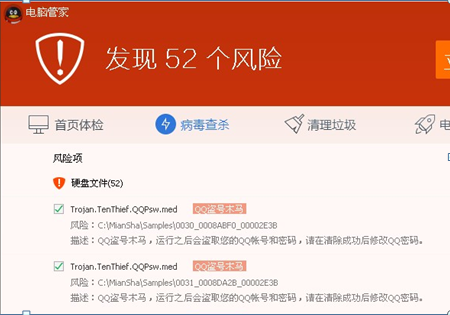 电脑管家
发现 52 个风险
首页体检
病毒查杀
清理垃圾
电
风险项
硬盘文件(52)
Trojan.TenThief.QQPsw.med QQ盗号木马
风险：C:\MianSha\Samples\0030_0008ABF0_00002E3B
描述：QQ盗号木马，运行之后会盗取您的QQ帐号和密码，请在清除成功后修改QQ密码。
Trojan.TenThief.QQPsw.med QQ盗号木马
风险：C:\MianSha\Samples\0031_0008DA2B_00002E3B
描述：QQ盗号木马，运行之后会盗取您的QQ帐号和密码，请在清除成功后修改QQ密码。